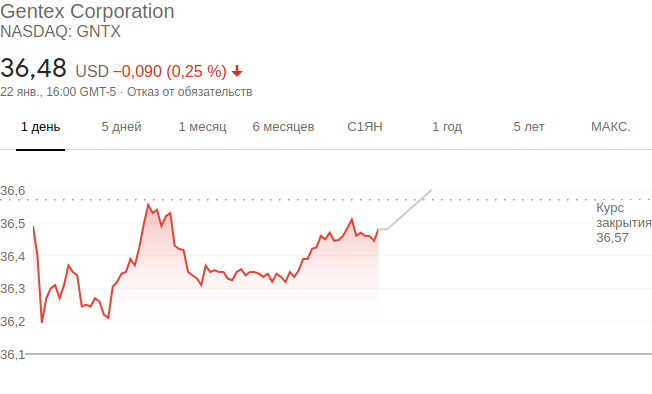 Gentex Corporation
NASDAQ: GNTX
36,48 USD −0,090 (0,25 %)
22 янв., 16:00 GMT-5 · Отказ от обязательств
1 день 5 дней 1 месяц 6 месяцев С1ЯН 1 год 5 лет МАКС.
36,6
Курс
закрытия
36,57
36,5
36,4
36,3
36,2
36,1